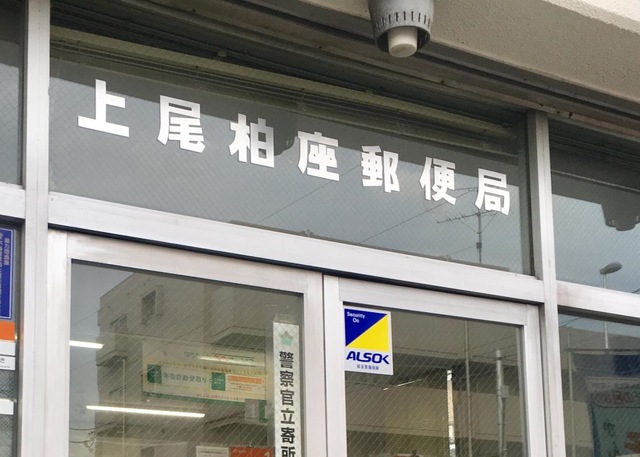 上尾柏座郵便局
Security
On
ALSOK
警察官立寄所